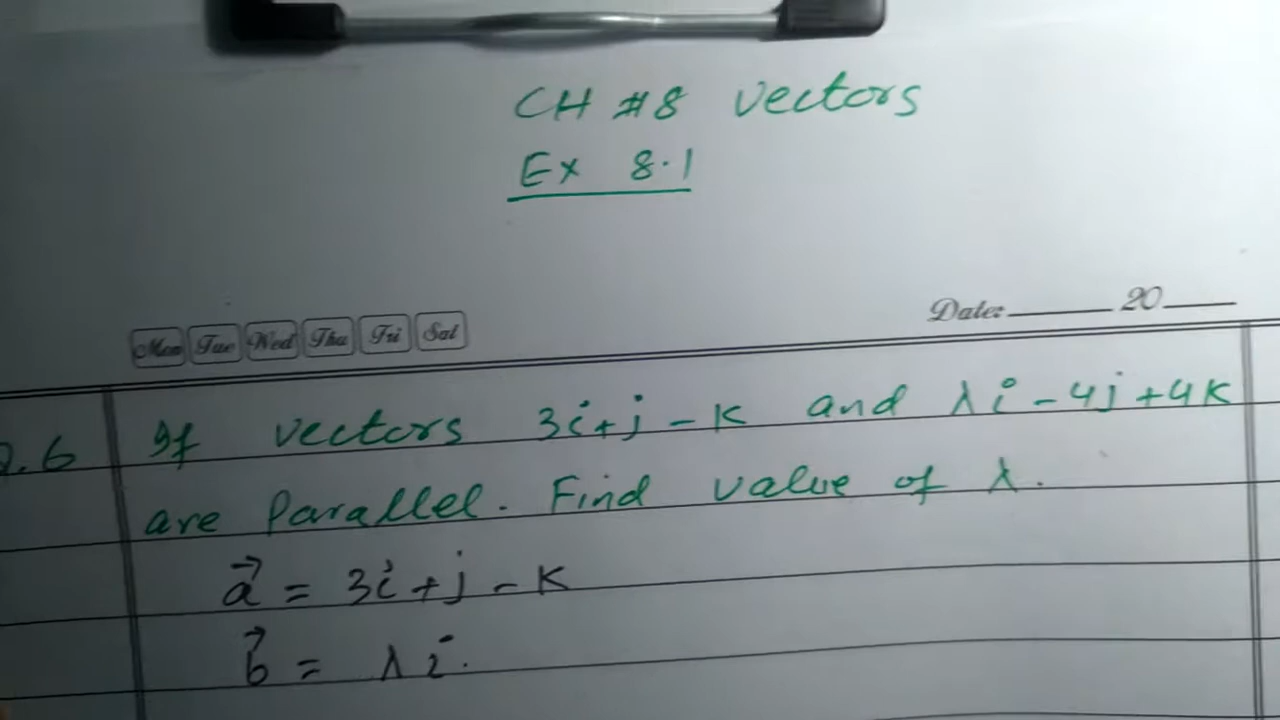 CH #8 vectors
Ex 8.1
Mon Tue Wed Thu Fri Sat
Date: 20
Q.6 If vectors 3i+j-k and λi-4j+4k
are Parallel. Find value of λ.
a⃗ = 3i+j-k
b⃗ = λi